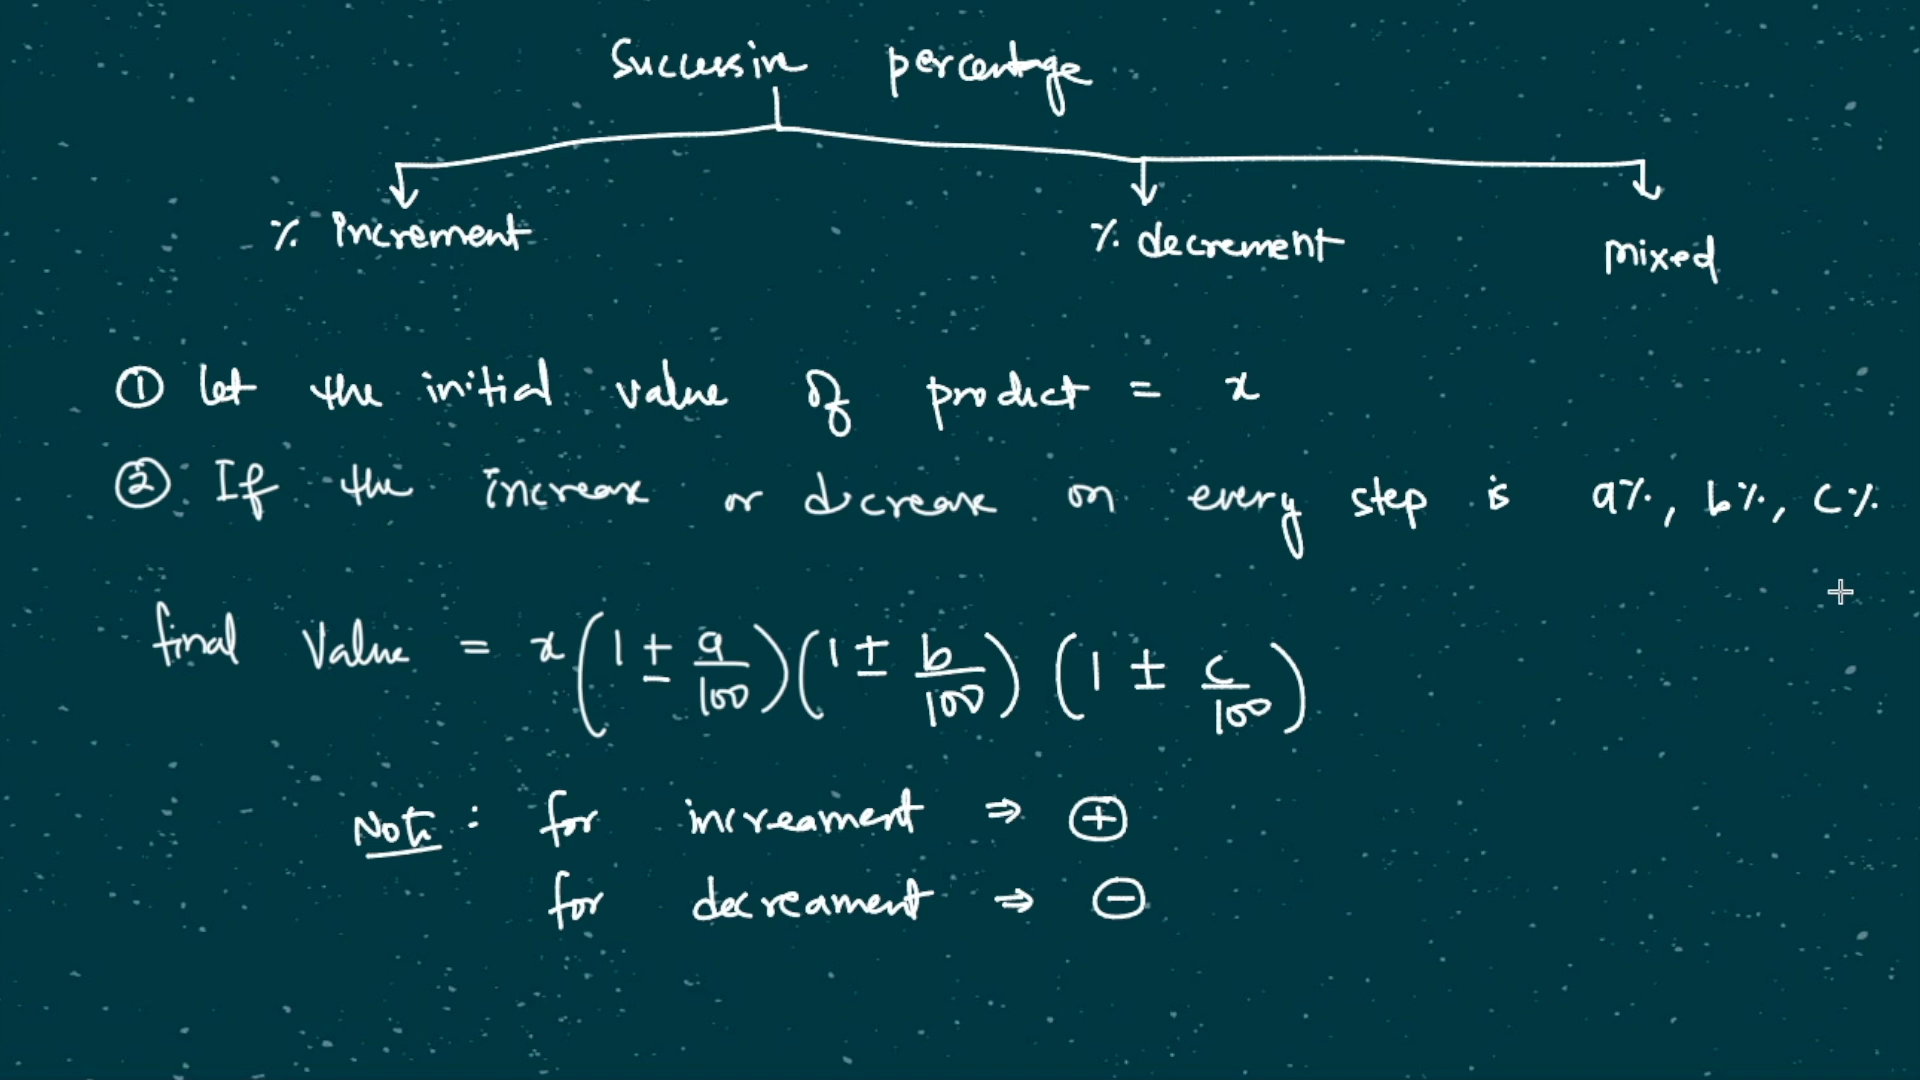 Successive percentage
% Increment % decrement mixed
① Let the initial value of product = x
② If the increase or decrease on every step is a%, b%, c%
final value = x(1 ± a/100)(1 ± b/100) (1 ± c/100)
Note : for increament ⇒ ⊕
for decreament ⇒ ⊖